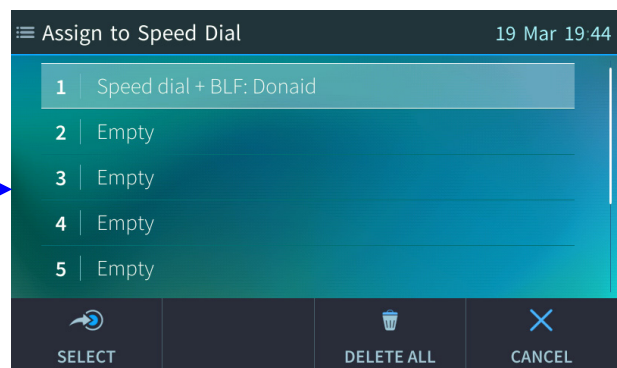 Assign to Speed Dial 19 Mar 19:44
1 Speed dial + BLF: Donaid
2 Empty
3 Empty
4 Empty
5 Empty
SELECT DELETE ALL CANCEL